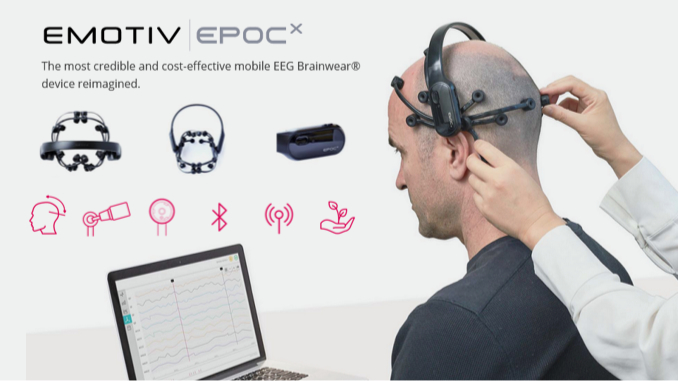 EMOTIV EPOC X
The most credible and cost-effective mobile EEG Brainwear®
device reimagined.